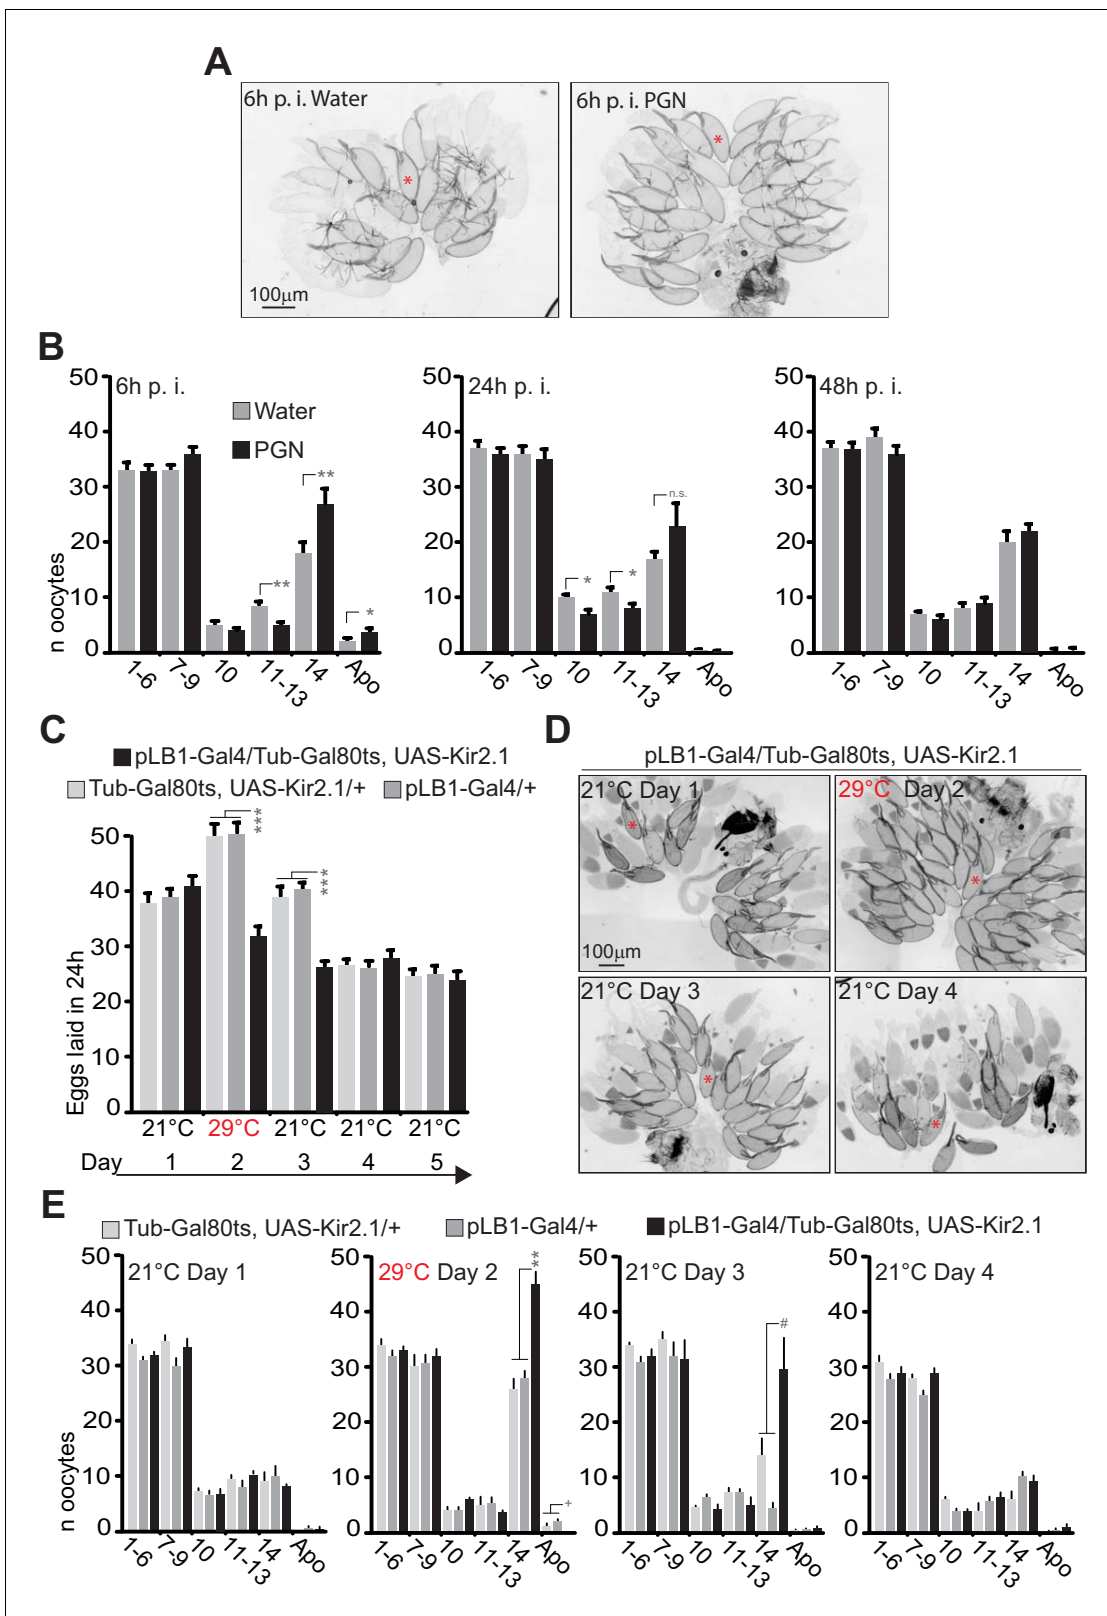 A
6h p. i. Water
6h p. i. PGN
*
*
100μm
B
50
40
30
20
10
0
n oocytes
6h p. i.
Water
PGN
**
**
*
1-6
7-9
10
11-13
14
Apo
50
40
30
20
10
0
24h p. i.
*
*
n.s.
1-6
7-9
10
11-13
14
Apo
50
40
30
20
10
0
48h p. i.
1-6
7-9
10
11-13
14
Apo
C
pLB1-Gal4/Tub-Gal80ts, UAS-Kir2.1
Tub-Gal80ts, UAS-Kir2.1/+
pLB1-Gal4/+
50
40
30
20
10
0
Eggs laid in 24h
***
***
21°C 29°C 21°C 21°C 21°C
Day 1 2 3 4 5
D
pLB1-Gal4/Tub-Gal80ts, UAS-Kir2.1
21°C Day 1
29°C Day 2
*
*
100μm
21°C Day 3
21°C Day 4
*
*
E
Tub-Gal80ts, UAS-Kir2.1/+
pLB1-Gal4/+
pLB1-Gal4/Tub-Gal80ts, UAS-Kir2.1
50
40
30
20
10
0
n oocytes
21°C Day 1
1-6
7-9
10
11-13
14
Apo
50
40
30
20
10
0
29°C Day 2
**
+
1-6
7-9
10
11-13
14
Apo
50
40
30
20
10
0
21°C Day 3
#
1-6
7-9
10
11-13
14
Apo
50
40
30
20
10
0
21°C Day 4
1-6
7-9
10
11-13
14
Apo